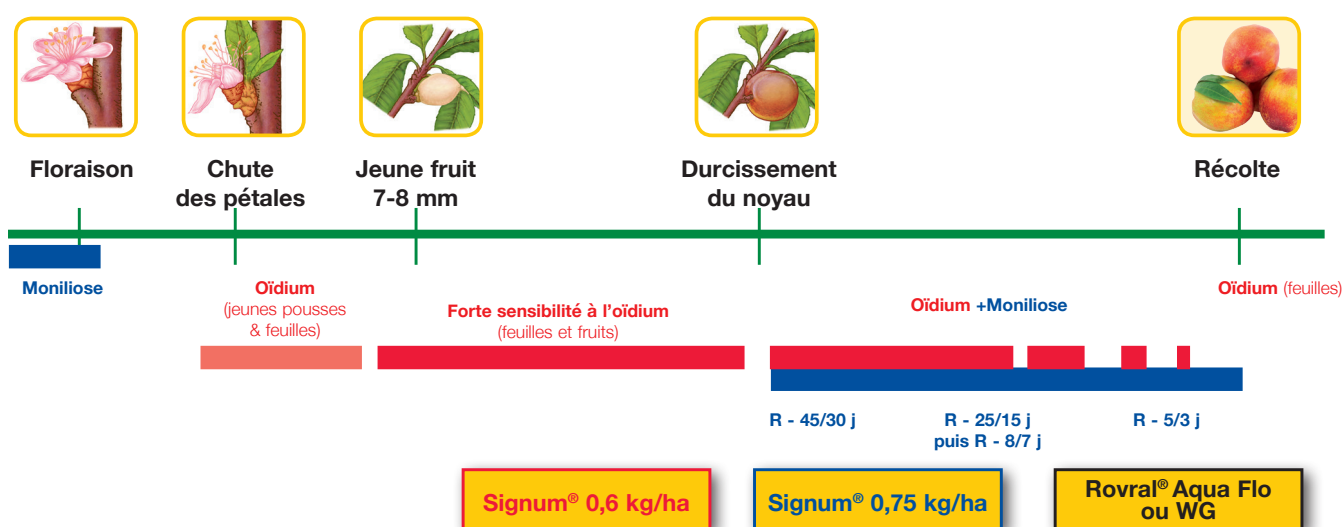 Floraison
Chute
des pétales
Jeune fruit
7-8 mm
Durcissement
du noyau
Récolte
Moniliose
Oïdium
(jeunes pousses
& feuilles)
Forte sensibilité à l'oïdium
(feuilles et fruits)
Oïdium +Moniliose
Oïdium (feuilles)
R - 45/30 j
R - 25/15 j
puis R - 8/7 j
R - 5/3 j
Signum® 0,6 kg/ha
Signum® 0,75 kg/ha
Rovral® Aqua Flo
ou WG